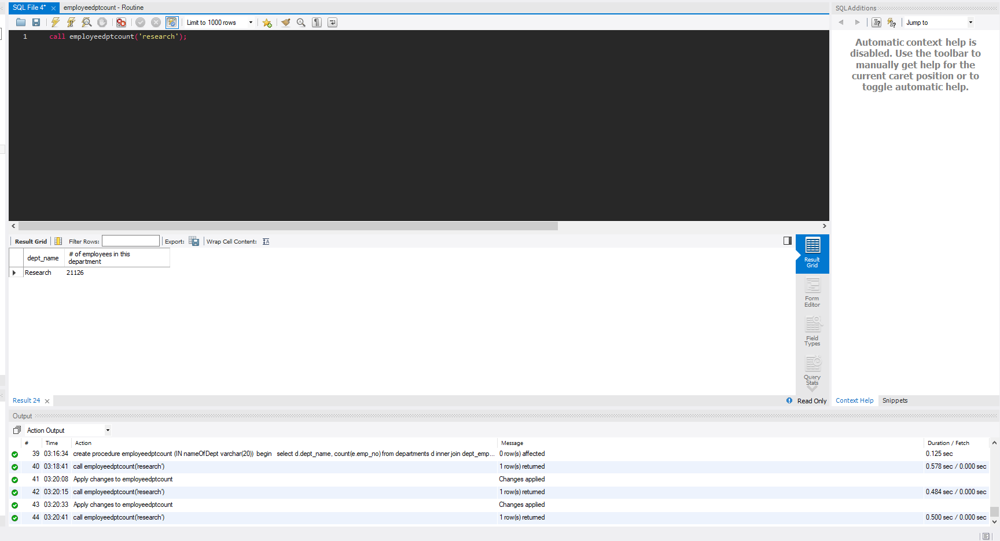 SQL File 4* employeedptcount - Routine
Limit to 1000 rows
1 call employeedptcount('research');
SQLAdditions
Jump to
Automatic context help is
disabled. Use the toolbar to
manually get help for the
current caret position or to
toggle automatic help.
Result Grid Filter Rows: Export: Wrap Cell Content:
dept_name # of employees in this
department
Research 21126
Result
Grid
Form
Editor
Field
Types
Query
Stats
Result 24 Read Only
Context Help Snippets
Output
Action Output
# Time Action Message Duration / Fetch
39 03:16:34 create procedure employeedptcount (IN nameOfDept varchar(20)) begin select d.dept_name, count(e.emp_no) from departments d inner join dept_emp... 0 row(s) affected 0.125 sec
40 03:18:41 call employeedptcount('research') 1 row(s) returned 0.578 sec / 0.000 sec
41 03:20:08 Apply changes to employeedptcount Changes applied
42 03:20:15 call employeedptcount('research') 1 row(s) returned 0.484 sec / 0.000 sec
43 03:20:33 Apply changes to employeedptcount Changes applied
44 03:20:41 call employeedptcount('research') 1 row(s) returned 0.500 sec / 0.000 sec